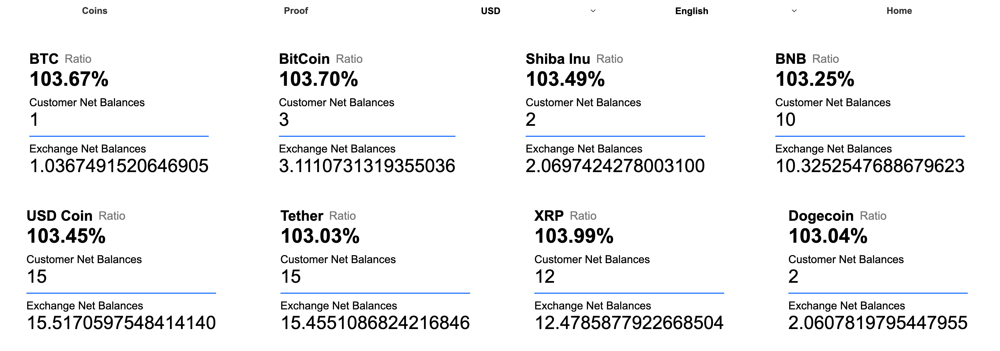 Coins Proof USD English Home
BTC Ratio
103.67%
Customer Net Balances
1
Exchange Net Balances
1.0367491520646905
BitCoin Ratio
103.70%
Customer Net Balances
3
Exchange Net Balances
3.1110731319355036
Shiba Inu Ratio
103.49%
Customer Net Balances
2
Exchange Net Balances
2.0697424278003100
BNB Ratio
103.25%
Customer Net Balances
10
Exchange Net Balances
10.3252547688679623
USD Coin Ratio
103.45%
Customer Net Balances
15
Exchange Net Balances
15.5170597548414140
Tether Ratio
103.03%
Customer Net Balances
15
Exchange Net Balances
15.4551086824216846
XRP Ratio
103.99%
Customer Net Balances
12
Exchange Net Balances
12.4785877922668504
Dogecoin Ratio
103.04%
Customer Net Balances
2
Exchange Net Balances
2.0607819795447955